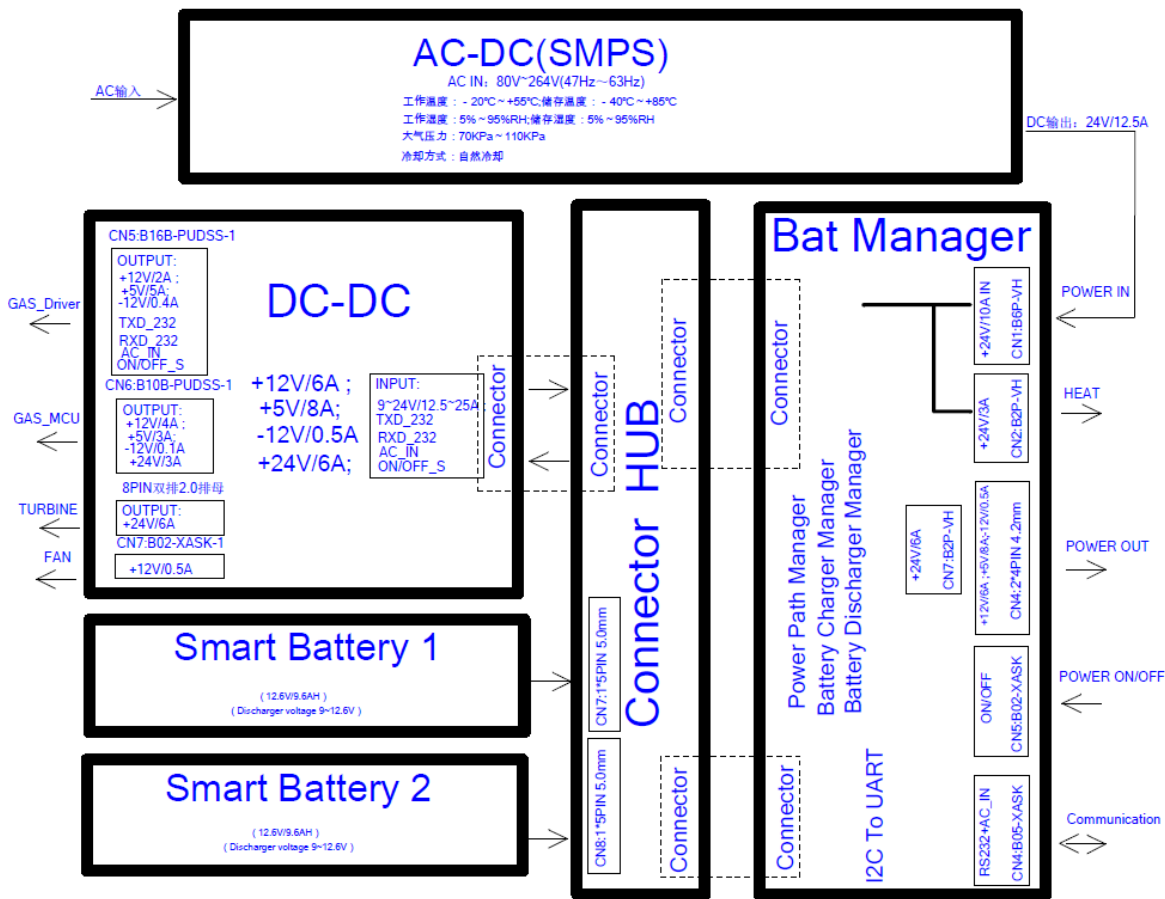 AC-DC(SMPS)
AC IN：80V~264V(47Hz～63Hz)
工作温度：- 20℃~ +55℃;储存温度：- 40℃~ +85℃
工作湿度：5%～95%RH;储存湿度：5%～95%RH
大气压力：70KPa～110KPa
冷却方式：自然冷却
AC输入
DC输出：24V/12.5A
CN5:B16B-PUDSS-1
OUTPUT:
+12V/2A；
+5V/5A;
-12V/0.4A
TXD_232
RXD_232
AC_IN
ON/OFF_S
GAS_Driver
CN6:B10B-PUDSS-1
OUTPUT:
+12V/4A；
+5V/3A;
-12V/0.1A
+24V/3A
GAS_MCU
8PIN双排2.0排母
OUTPUT:
+24V/6A
TURBINE
CN7:B02-XASK-1
+12V/0.5A
FAN
DC-DC
+12V/6A；
+5V/8A;
-12V/0.5A
+24V/6A;
INPUT:
9~24V/12.5~25A；
TXD_232
RXD_232
AC_IN
ON/OFF_S
Connector
Connector
Smart Battery 1
（12.6V/9.6AH）
（Discharger voltage 9~12.6V）
Smart Battery 2
（12.6V/9.6AH）
（Discharger voltage 9~12.6V）
Connector HUB
CN7:1*5PIN 5.0mm
CN8:1*5PIN 5.0mm
Connector
Connector
Connector
Connector
Bat Manager
Power Path Manager
Battery Charger Manager
Battery Discharger Manager
I2C To UART
+24V/10A IN
CN1:B6P-VH
POWER IN
+24V/3A
CN2:B2P-VH
HEAT
+24V/6A
CN7:B2P-VH
+12V/6A ;+5V/8A;-12V/0.5A
CN4:2*4PIN 4.2mm
POWER OUT
ON/OFF
CN5:B02-XASK
POWER ON/OFF
RS232+AC_IN
CN4:B05-XASK
Communication